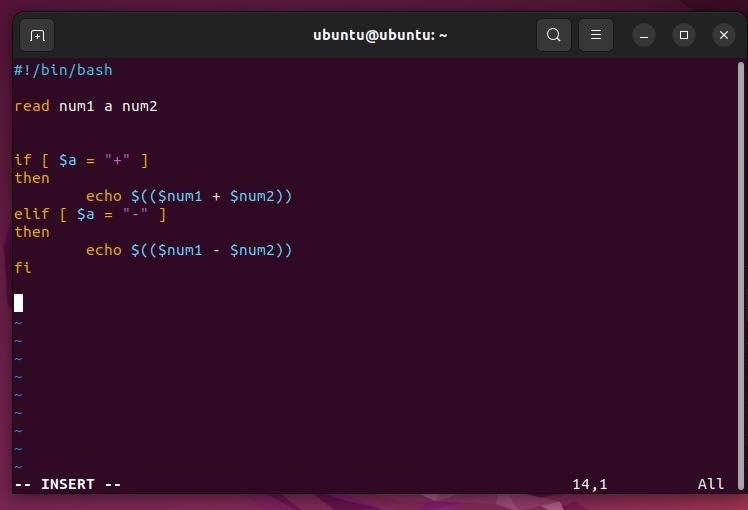 ubuntu@ubuntu: ~
#!/bin/bash
read num1 a num2
if [ $a = "+" ]
then
        echo $(($num1 + $num2))
elif [ $a = "-" ]
then
        echo $(($num1 - $num2))
fi
~
~
~
~
~
~
~
~
~
-- INSERT -- 14,1 All